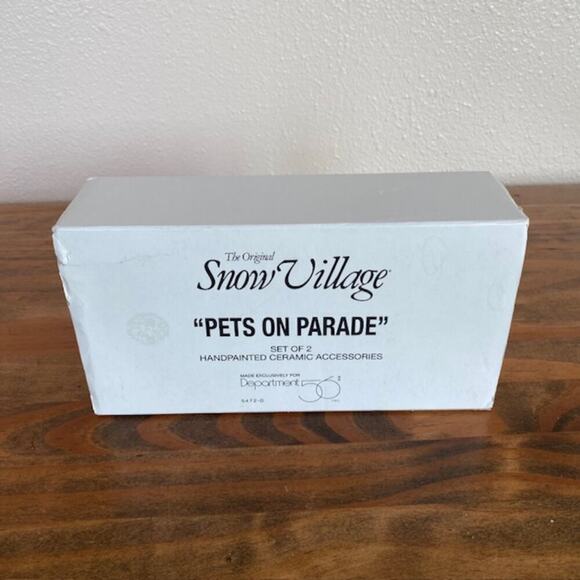 The Original
Snow Village
"PETS ON PARADE"
SET OF 2
HANDPAINTED CERAMIC ACCESSORIES
MADE EXCLUSIVELY FOR
Department 56
5472-0